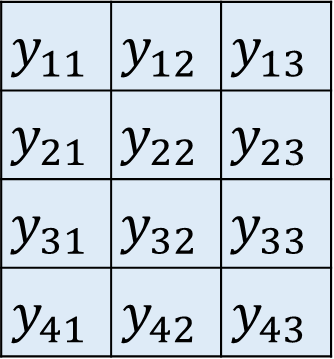 y₁₁ y₁₂ y₁₃
y₂₁ y₂₂ y₂₃
y₃₁ y₃₂ y₃₃
y₄₁ y₄₂ y₄₃